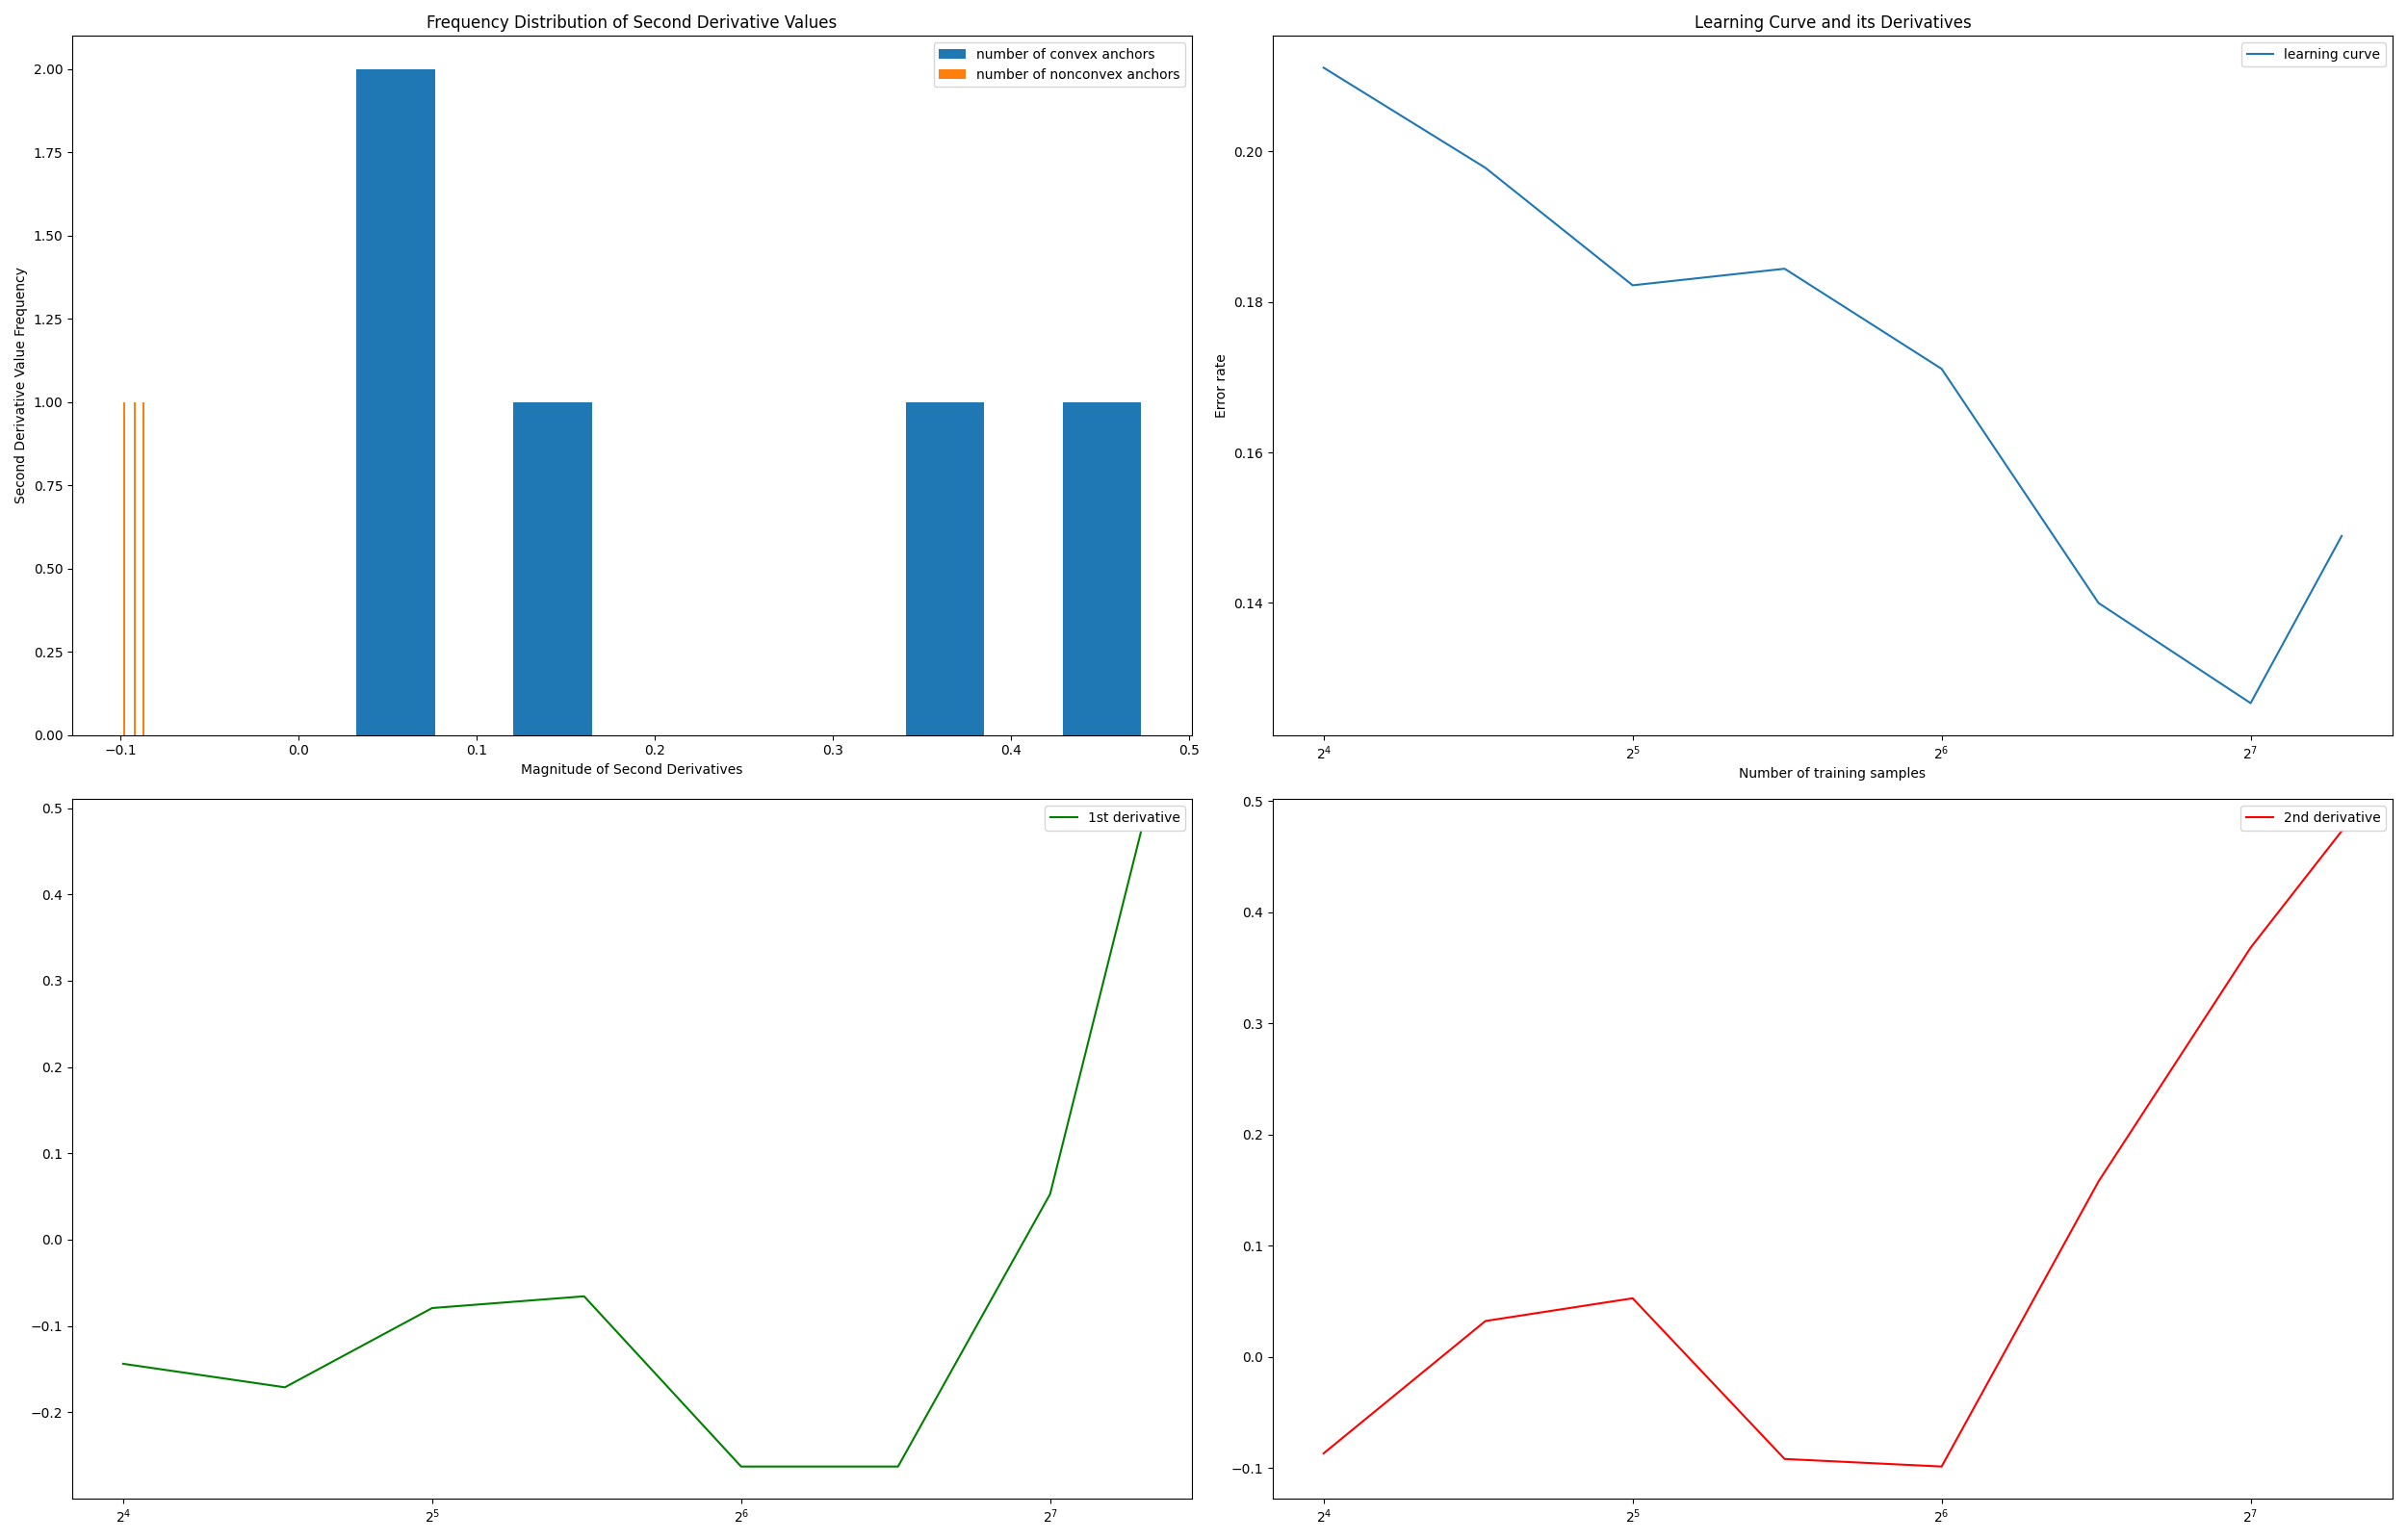 Frequency Distribution of Second Derivative Values
number of convex anchors
number of nonconvex anchors
Second Derivative Value Frequency
2.00
1.75
1.50
1.25
1.00
0.75
0.50
0.25
0.00
−0.1 0.0 0.1 0.2 0.3 0.4 0.5
Magnitude of Second Derivatives
Learning Curve and its Derivatives
learning curve
Error rate
0.20
0.18
0.16
0.14
2⁴ 2⁵ 2⁶ 2⁷
Number of training samples
1st derivative
0.5
0.4
0.3
0.2
0.1
0.0
−0.1
−0.2
2⁴ 2⁵ 2⁶ 2⁷
2nd derivative
0.5
0.4
0.3
0.2
0.1
0.0
−0.1
2⁴ 2⁵ 2⁶ 2⁷